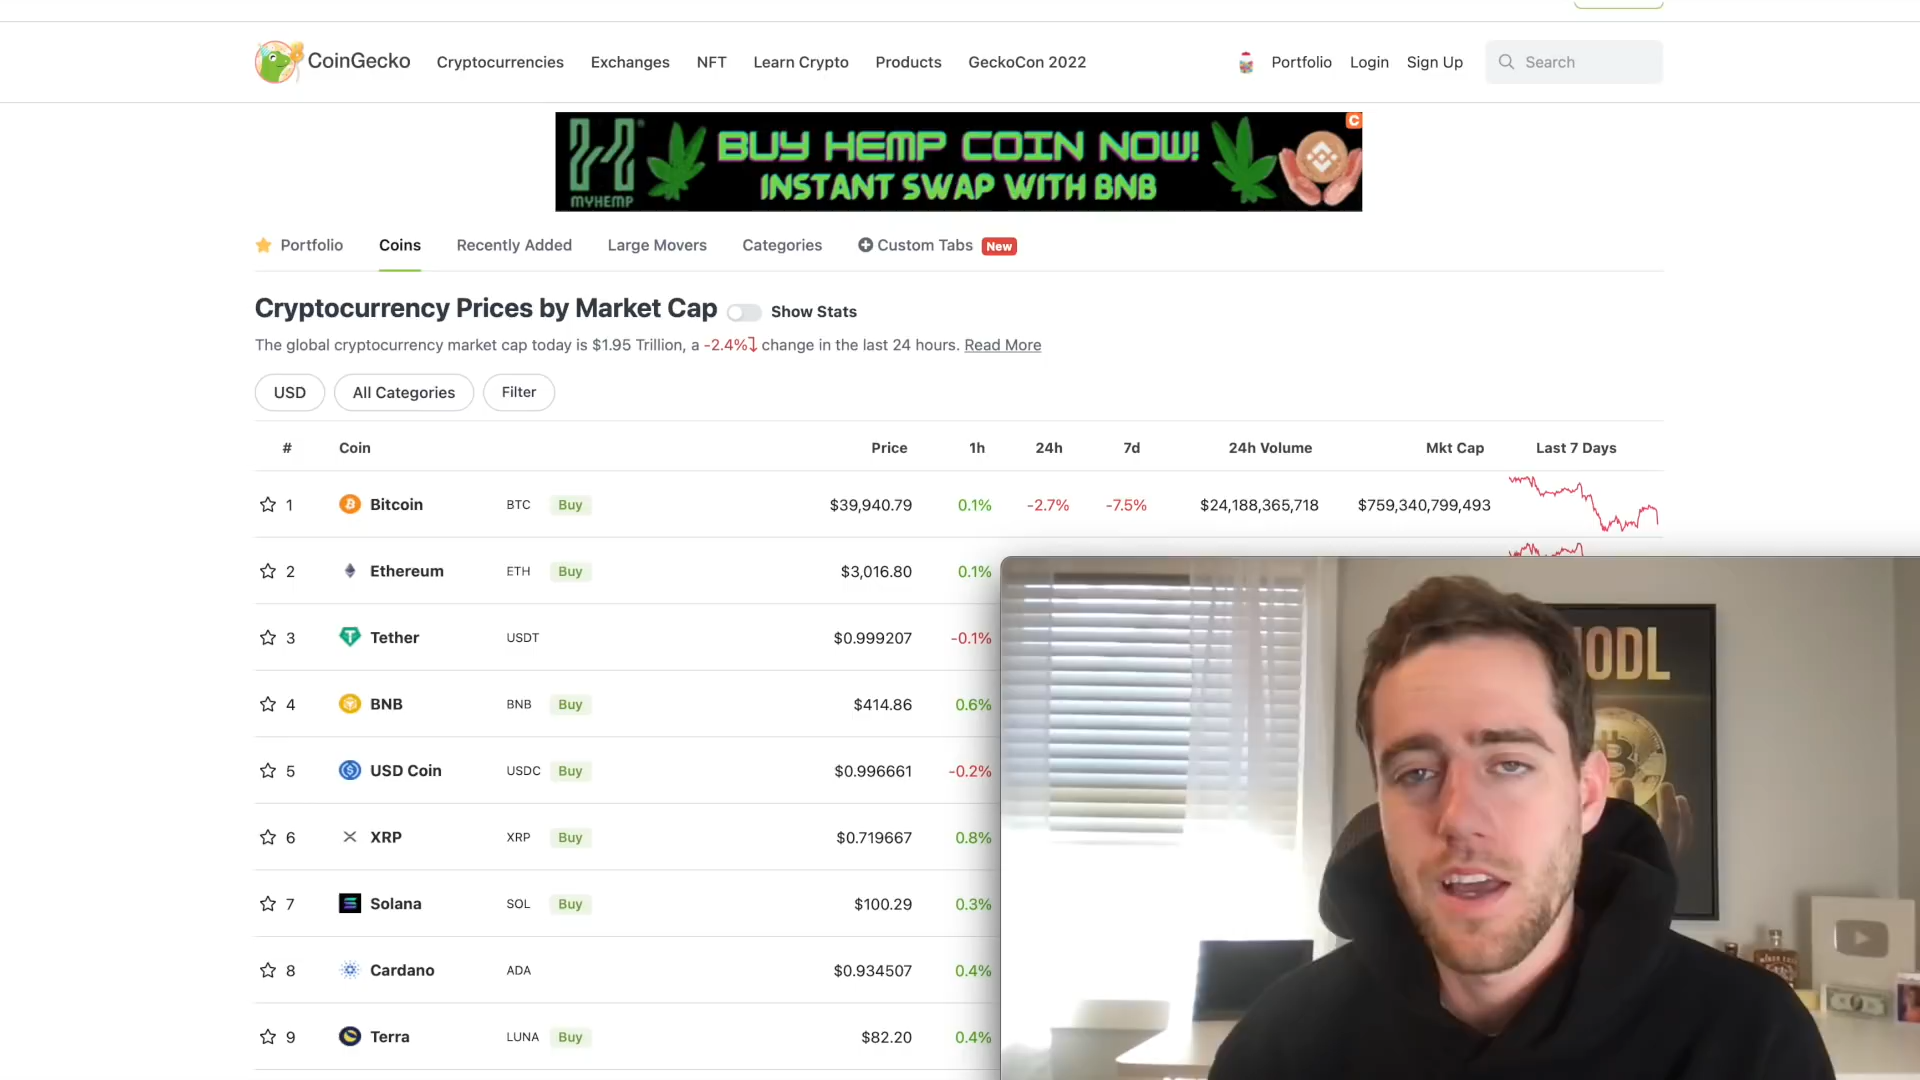 CoinGecko Cryptocurrencies Exchanges NFT Learn Crypto Products GeckoCon 2022 Portfolio Login Sign Up Search
C
BUY HEMP COIN NOW!
INSTANT SWAP WITH BNB
MYHEMP
Portfolio Coins Recently Added Large Movers Categories Custom Tabs New
Cryptocurrency Prices by Market Cap Show Stats
The global cryptocurrency market cap today is $1.95 Trillion, a -2.4% change in the last 24 hours. Read More
USD All Categories Filter
# Coin Price 1h 24h 7d 24h Volume Mkt Cap Last 7 Days
1 Bitcoin BTC Buy $39,940.79 0.1% -2.7% -7.5% $24,188,365,718 $759,340,799,493
2 Ethereum ETH Buy $3,016.80 0.1%
3 Tether USDT $0.999207 -0.1%
4 BNB BNB Buy $414.86 0.6%
5 USD Coin USDC Buy $0.996661 -0.2%
6 XRP XRP Buy $0.719667 0.8%
7 Solana SOL Buy $100.29 0.3%
8 Cardano ADA $0.934507 0.4%
9 Terra LUNA Buy $82.20 0.4%
HODL